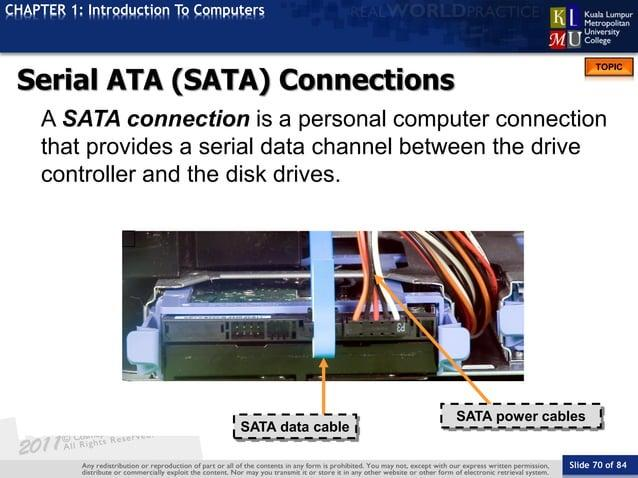 CHAPTER 1: Introduction To Computers
REALWORLDPRACTICE
KL
MU
Kuala Lumpur
Metropolitan
University
College
TOPIC
Serial ATA (SATA) Connections
A SATA connection is a personal computer connection
that provides a serial data channel between the drive
controller and the disk drives.
P3
SATA data cable
SATA power cables
2011 ©
All Rights Reserved.
Any redistribution or reproduction of part or all of the contents in any form is prohibited. You may not, except with our express written permission,
distribute or commercially exploit the content. Nor may you transmit it or store it in any other website or other form of electronic retrieval system.
Slide 70 of 84